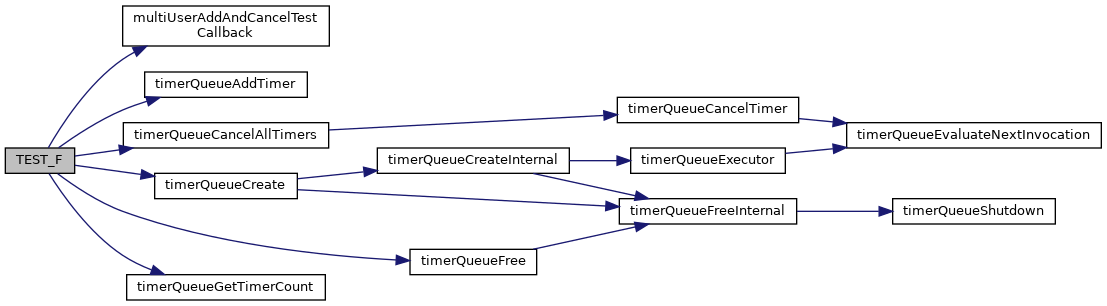 multiUserAddAndCancelTest
Callback
timerQueueAddTimer
timerQueueCancelTimer
timerQueueCancelAllTimers
timerQueueEvaluateNextInvocation
TEST_F
timerQueueCreateInternal
timerQueueExecutor
timerQueueCreate
timerQueueFreeInternal
timerQueueShutdown
timerQueueFree
timerQueueGetTimerCount